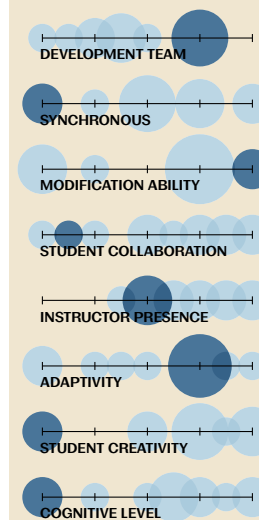 DEVELOPMENT TEAM
SYNCHRONOUS
MODIFICATION ABILITY
STUDENT COLLABORATION
INSTRUCTOR PRESENCE
ADAPTIVITY
STUDENT CREATIVITY
COGNITIVE LEVEL